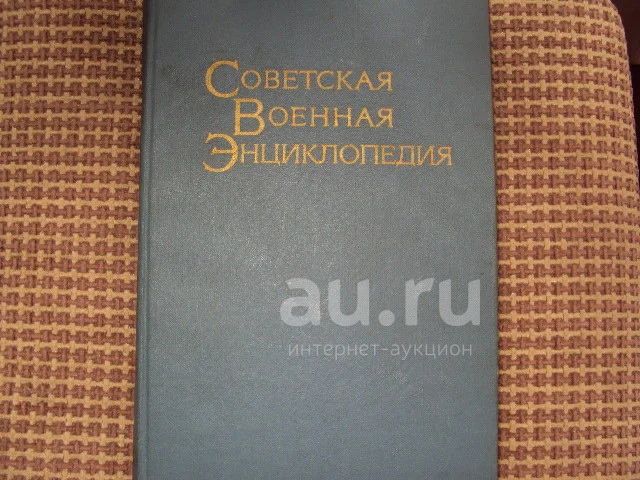 Советская
Военная
Энциклопедия
au.ru
интернет-аукцион